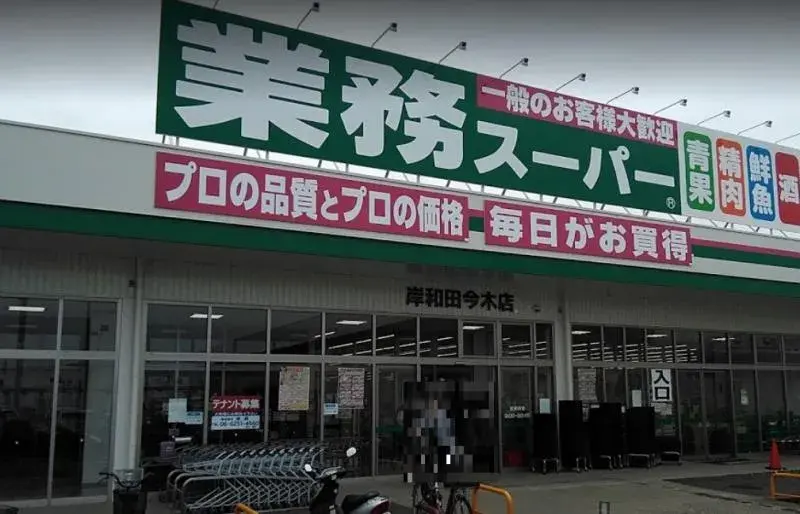 一般のお客様大歓迎
業務スーパー
®
青果
精肉
鮮魚
酒
プロの品質とプロの価格
毎日がお買得
岸和田今木店
入口
テナント募集